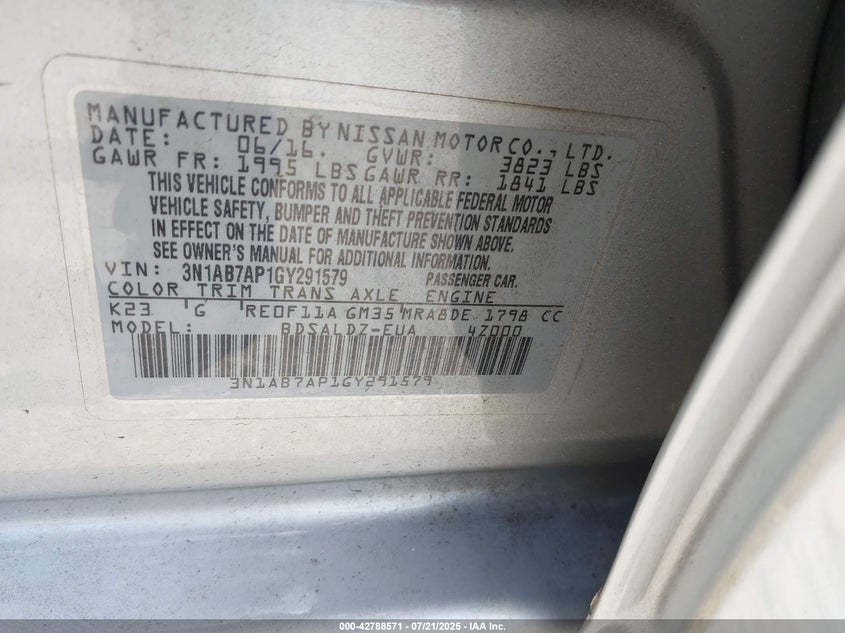 MANUFACTURED BY NISSAN MOTOR CO., LTD.
DATE: 06/16. GVWR: 3823 LBS
GAWR FR: 1995 LBS GAWR RR: 1841 LBS
THIS VEHICLE CONFORMS TO ALL APPLICABLE FEDERAL MOTOR
VEHICLE SAFETY, BUMPER AND THEFT PREVENTION STANDARDS
IN EFFECT ON THE DATE OF MANUFACTURE SHOWN ABOVE.
SEE OWNER'S MANUAL FOR ADDITIONAL INFORMATION.
VIN: 3N1AB7AP1GY291579 PASSENGER CAR.
COLOR TRIM TRANS AXLE ENGINE
K23 G RE0F11A GM35 MRA8DE 1798 CC
MODEL: BDSALDZ-EUA 4Z000
3N1AB7AP1GY291579
000-42788571 | 07/21/2025 | IAA Inc.